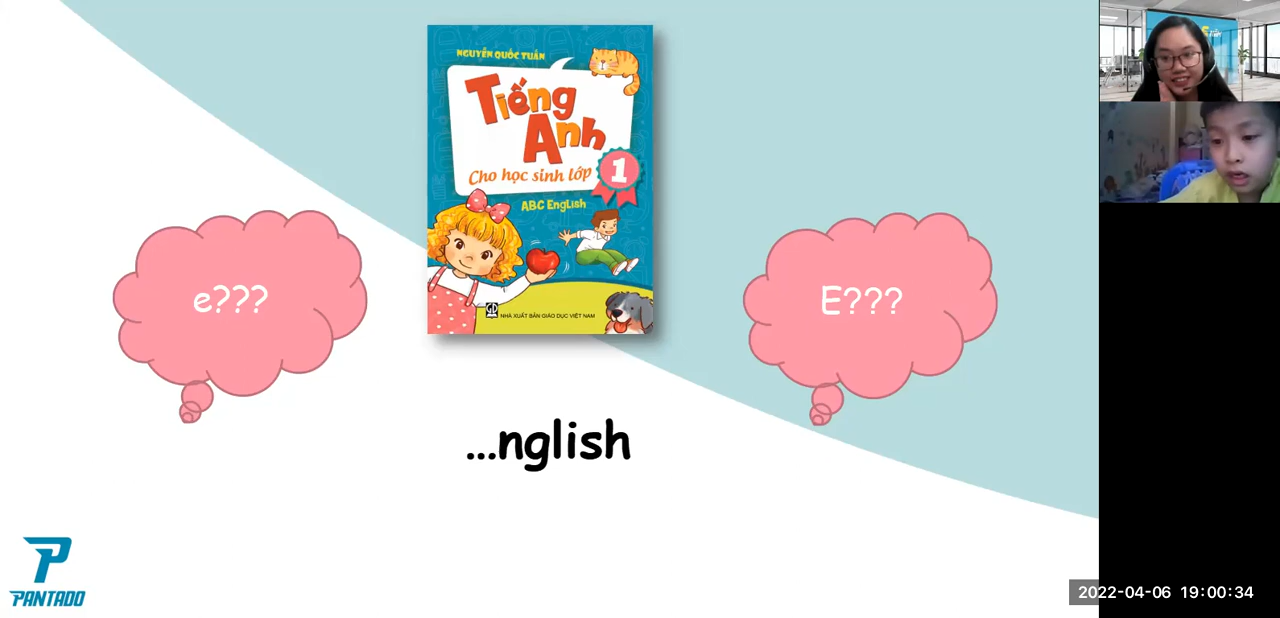 NGUYỄN QUỐC TUẤN
Tiếng
Anh
Cho học sinh lớp 1
ABC English
NHÀ XUẤT BẢN GIÁO DỤC VIỆT NAM
e???
E???
...nglish
P
PANTADO
2022-04-06 19:00:34